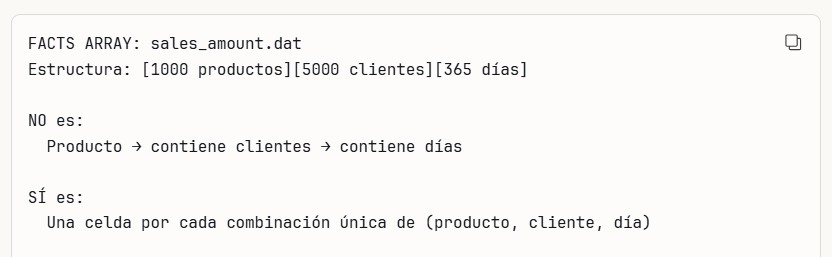 FACTS ARRAY: sales_amount.dat
Estructura: [1000 productos][5000 clientes][365 días]
NO es:
Producto → contiene clientes → contiene días
SÍ es:
Una celda por cada combinación única de (producto, cliente, día)